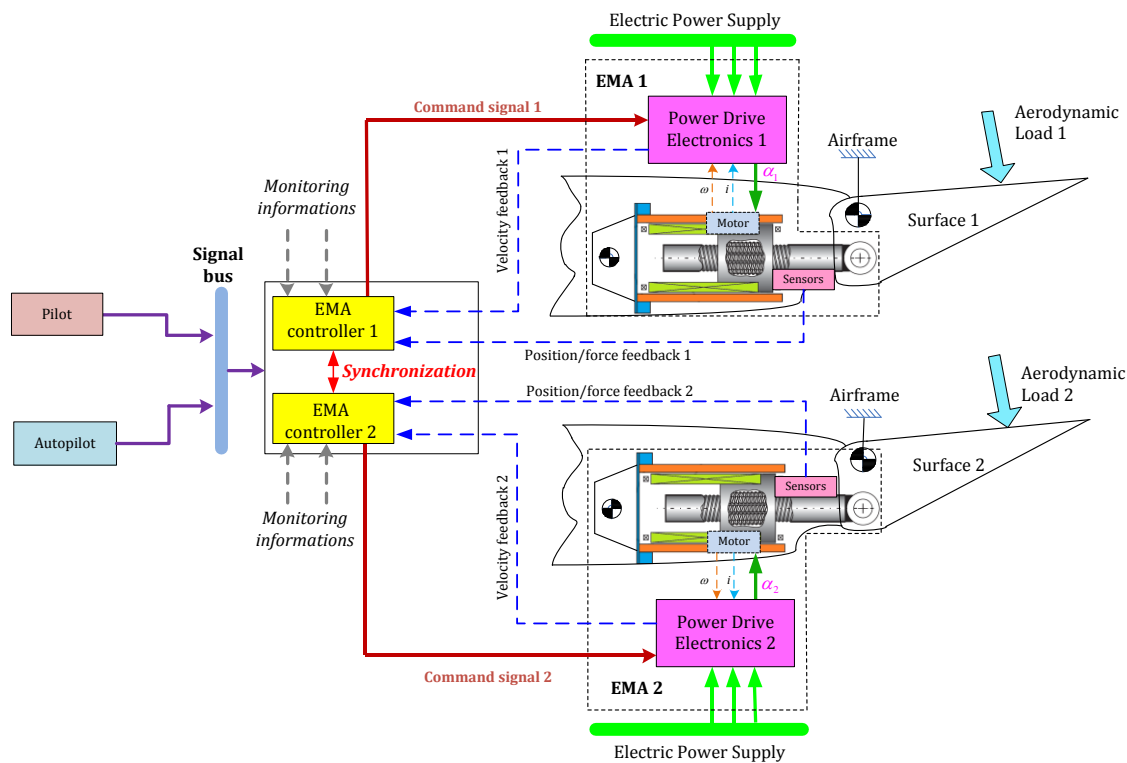 Electric Power Supply
EMA 1
Command signal 1
Power Drive
Electronics 1
Aerodynamic
Load 1
Airframe
Velocity feedback 1
Monitoring
informations
ω
i
α1
Motor
Surface 1
Signal
bus
Sensors
Pilot
EMA
controller 1
Position/force feedback 1
Synchronization
Position/force feedback 2
Autopilot
EMA
controller 2
Airframe
Aerodynamic
Load 2
Surface 2
Sensors
Monitoring
informations
Velocity feedback 2
Motor
ω
i
α2
Power Drive
Electronics 2
Command signal 2
EMA 2
Electric Power Supply